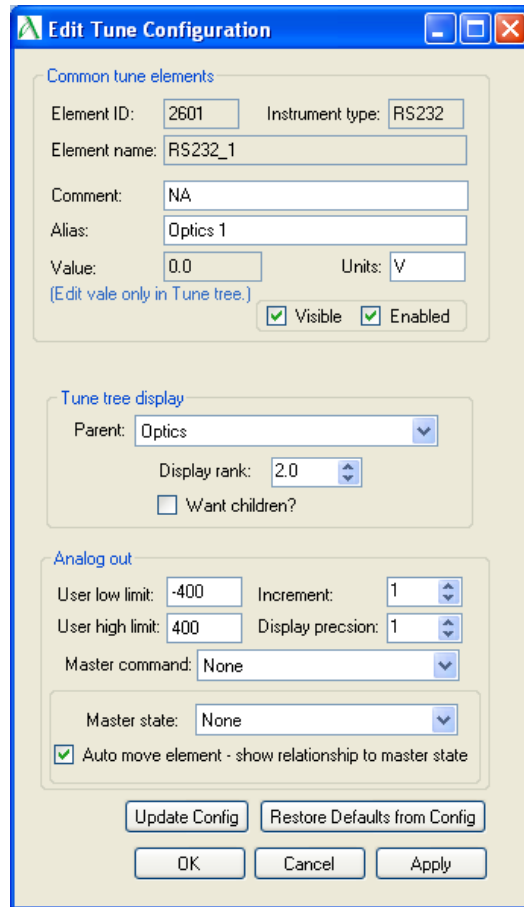 Edit Tune Configuration
Common tune elements
Element ID: 2601 Instrument type: RS232
Element name: RS232_1
Comment: NA
Alias: Optics 1
Value: 0.0 Units: V
(Edit vale only in Tune tree.)
Visible Enabled
Tune tree display
Parent: Optics
Display rank: 2.0
Want children?
Analog out
User low limit: -400 Increment: 1
User high limit: 400 Display precsion: 1
Master command: None
Master state: None
Auto move element - show relationship to master state
Update Config Restore Defaults from Config
OK Cancel Apply